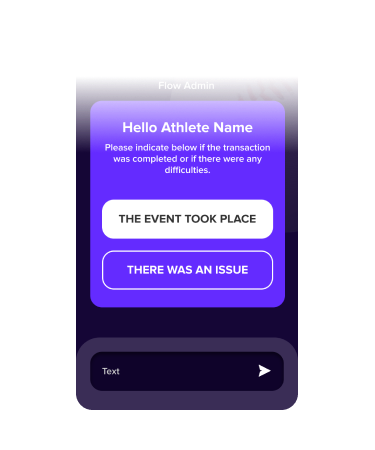 Flow Admin
Hello Athlete Name
Please indicate below if the transaction
was completed or if there were any
difficulties.
THE EVENT TOOK PLACE
THERE WAS AN ISSUE
Text